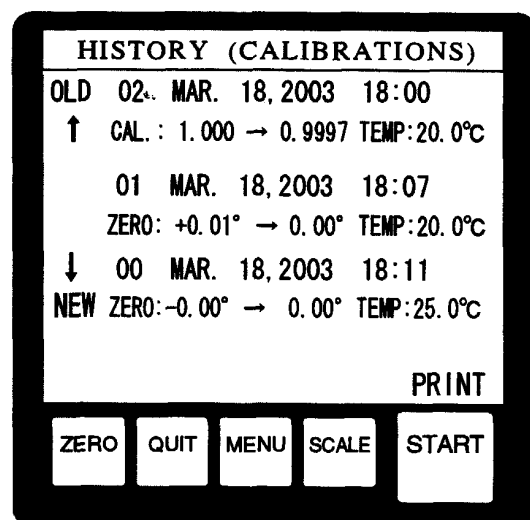 HISTORY (CALIBRATIONS)
OLD 02 MAR. 18,2003 18:00
↑ CAL.: 1.000 → 0.9997 TEMP:20.0℃
01 MAR. 18,2003 18:07
ZERO: +0.01° → 0.00° TEMP:20.0℃
↓ 00 MAR. 18,2003 18:11
NEW ZERO:-0.00° → 0.00° TEMP:25.0℃
PRINT
ZERO QUIT MENU SCALE START